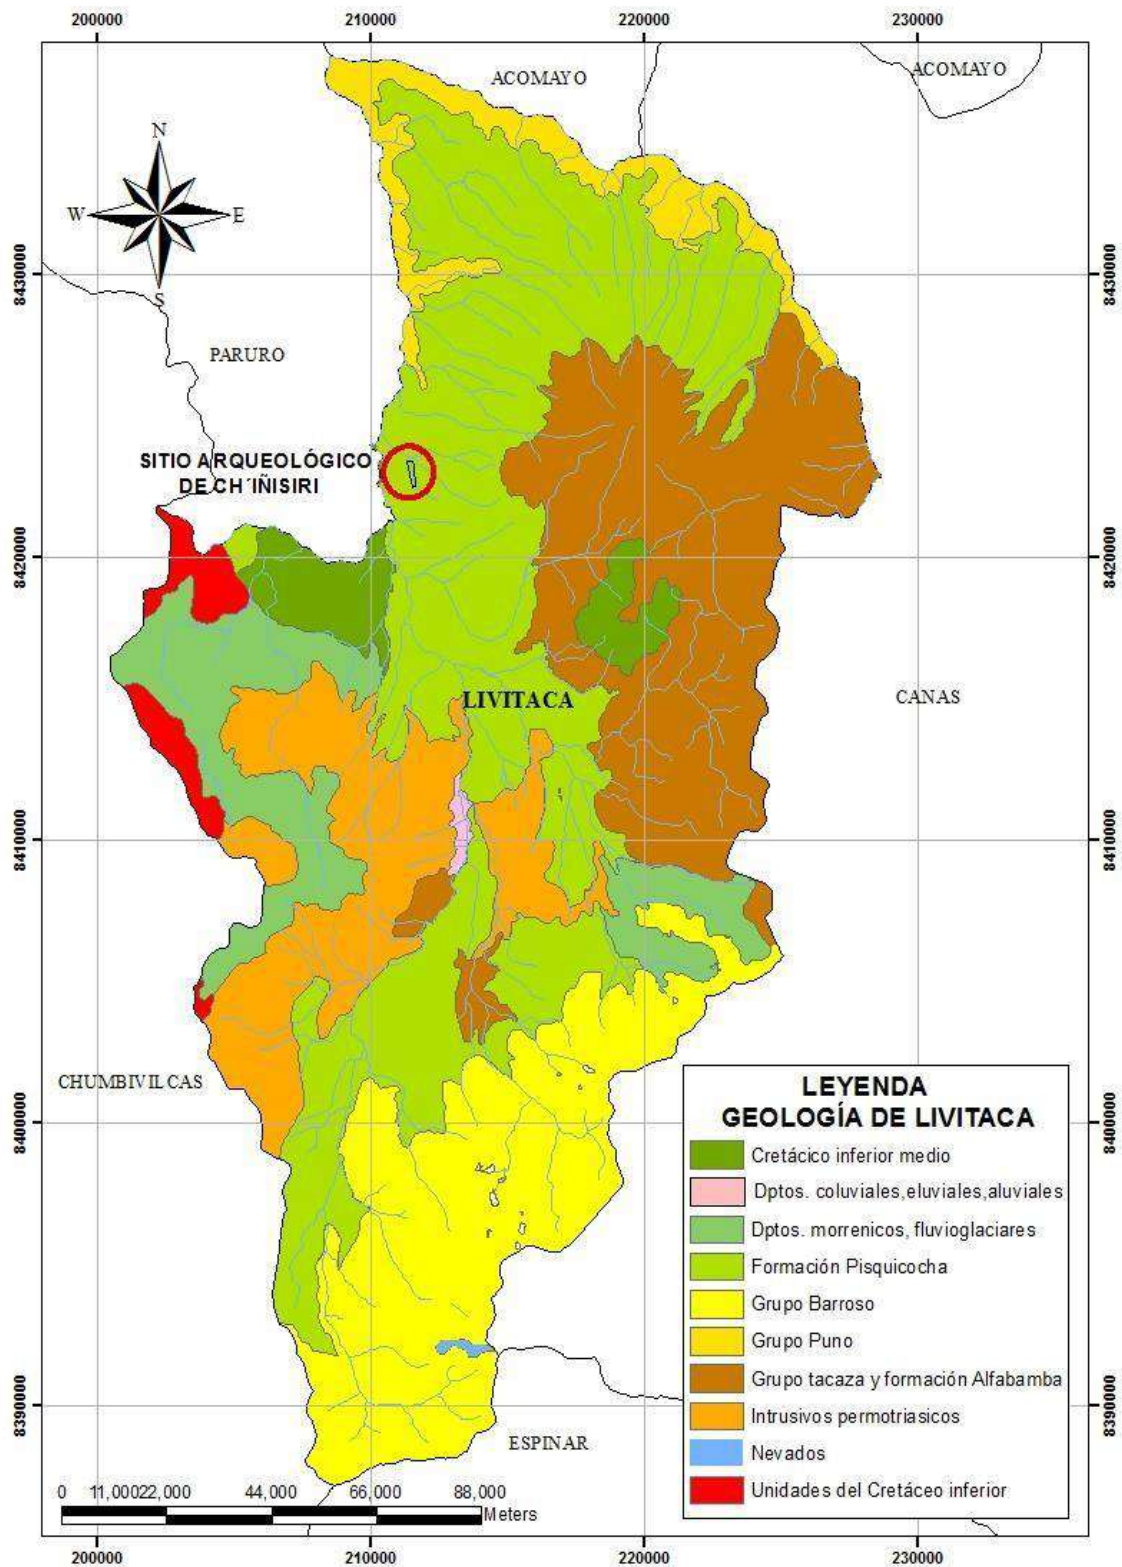 200000 210000 220000 230000
ACOMAYO
ACOMAYO
N
W E
S
8430000 8430000
PARURO
SITIO ARQUEOLÓGICO
DE CH´IÑISIRI
8420000 8420000
LIVITACA
CANAS
8410000 8410000
CHUMBIVILCAS
LEYENDA
GEOLOGÍA DE LIVITACA
8400000 8400000
Cretácico inferior medio
Dptos. coluviales,eluviales,aluviales
Dptos. morrenicos, fluvioglaciares
Formación Pisquicocha
Grupo Barroso
Grupo Puno
Grupo tacaza y formación Alfabamba
8390000 8390000
Intrusivos permotriasicos
Nevados
Unidades del Cretáceo inferior
ESPINAR
0 11,00022,000 44,000 66,000 88,000
Meters
200000 210000 220000 230000